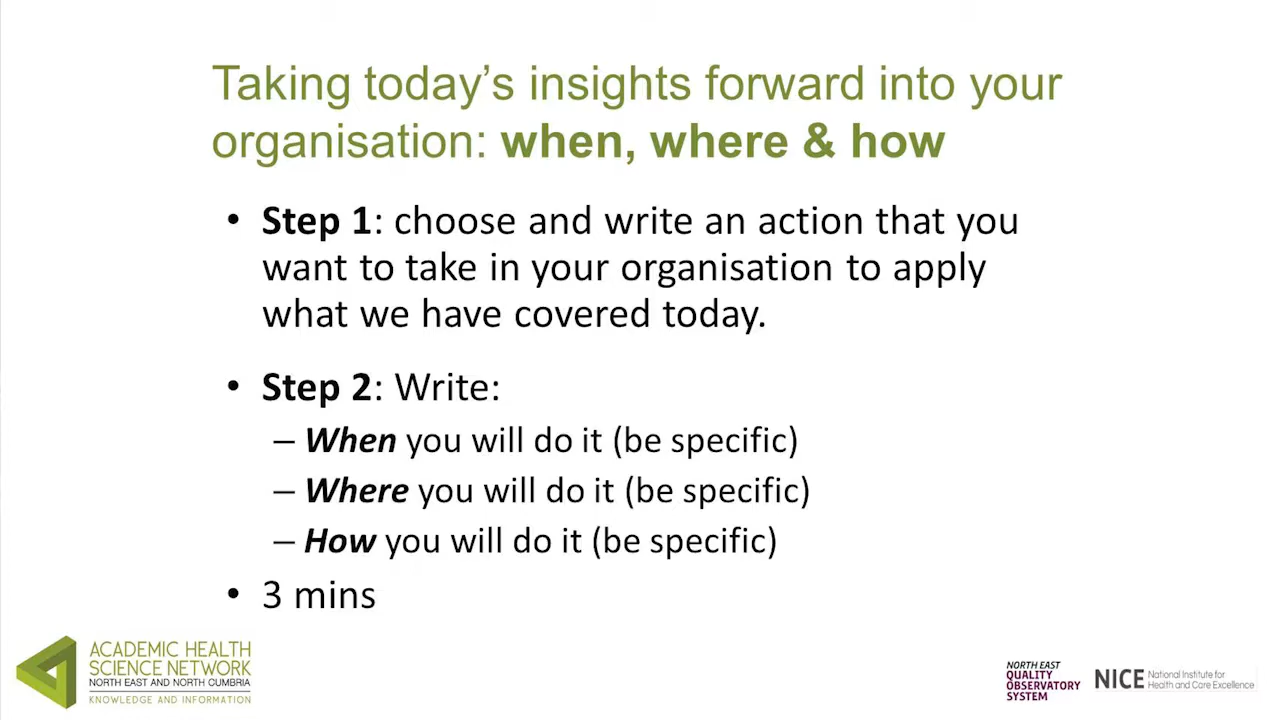 Taking today's insights forward into your
organisation: when, where & how
• Step 1: choose and write an action that you
want to take in your organisation to apply
what we have covered today.
• Step 2: Write:
– When you will do it (be specific)
– Where you will do it (be specific)
– How you will do it (be specific)
• 3 mins
ACADEMIC HEALTH
SCIENCE NETWORK
NORTH EAST AND NORTH CUMBRIA
KNOWLEDGE AND INFORMATION
NORTH EAST
QUALITY
OBSERVATORY
SYSTEM
NICE
National Institute for
Health and Care Excellence